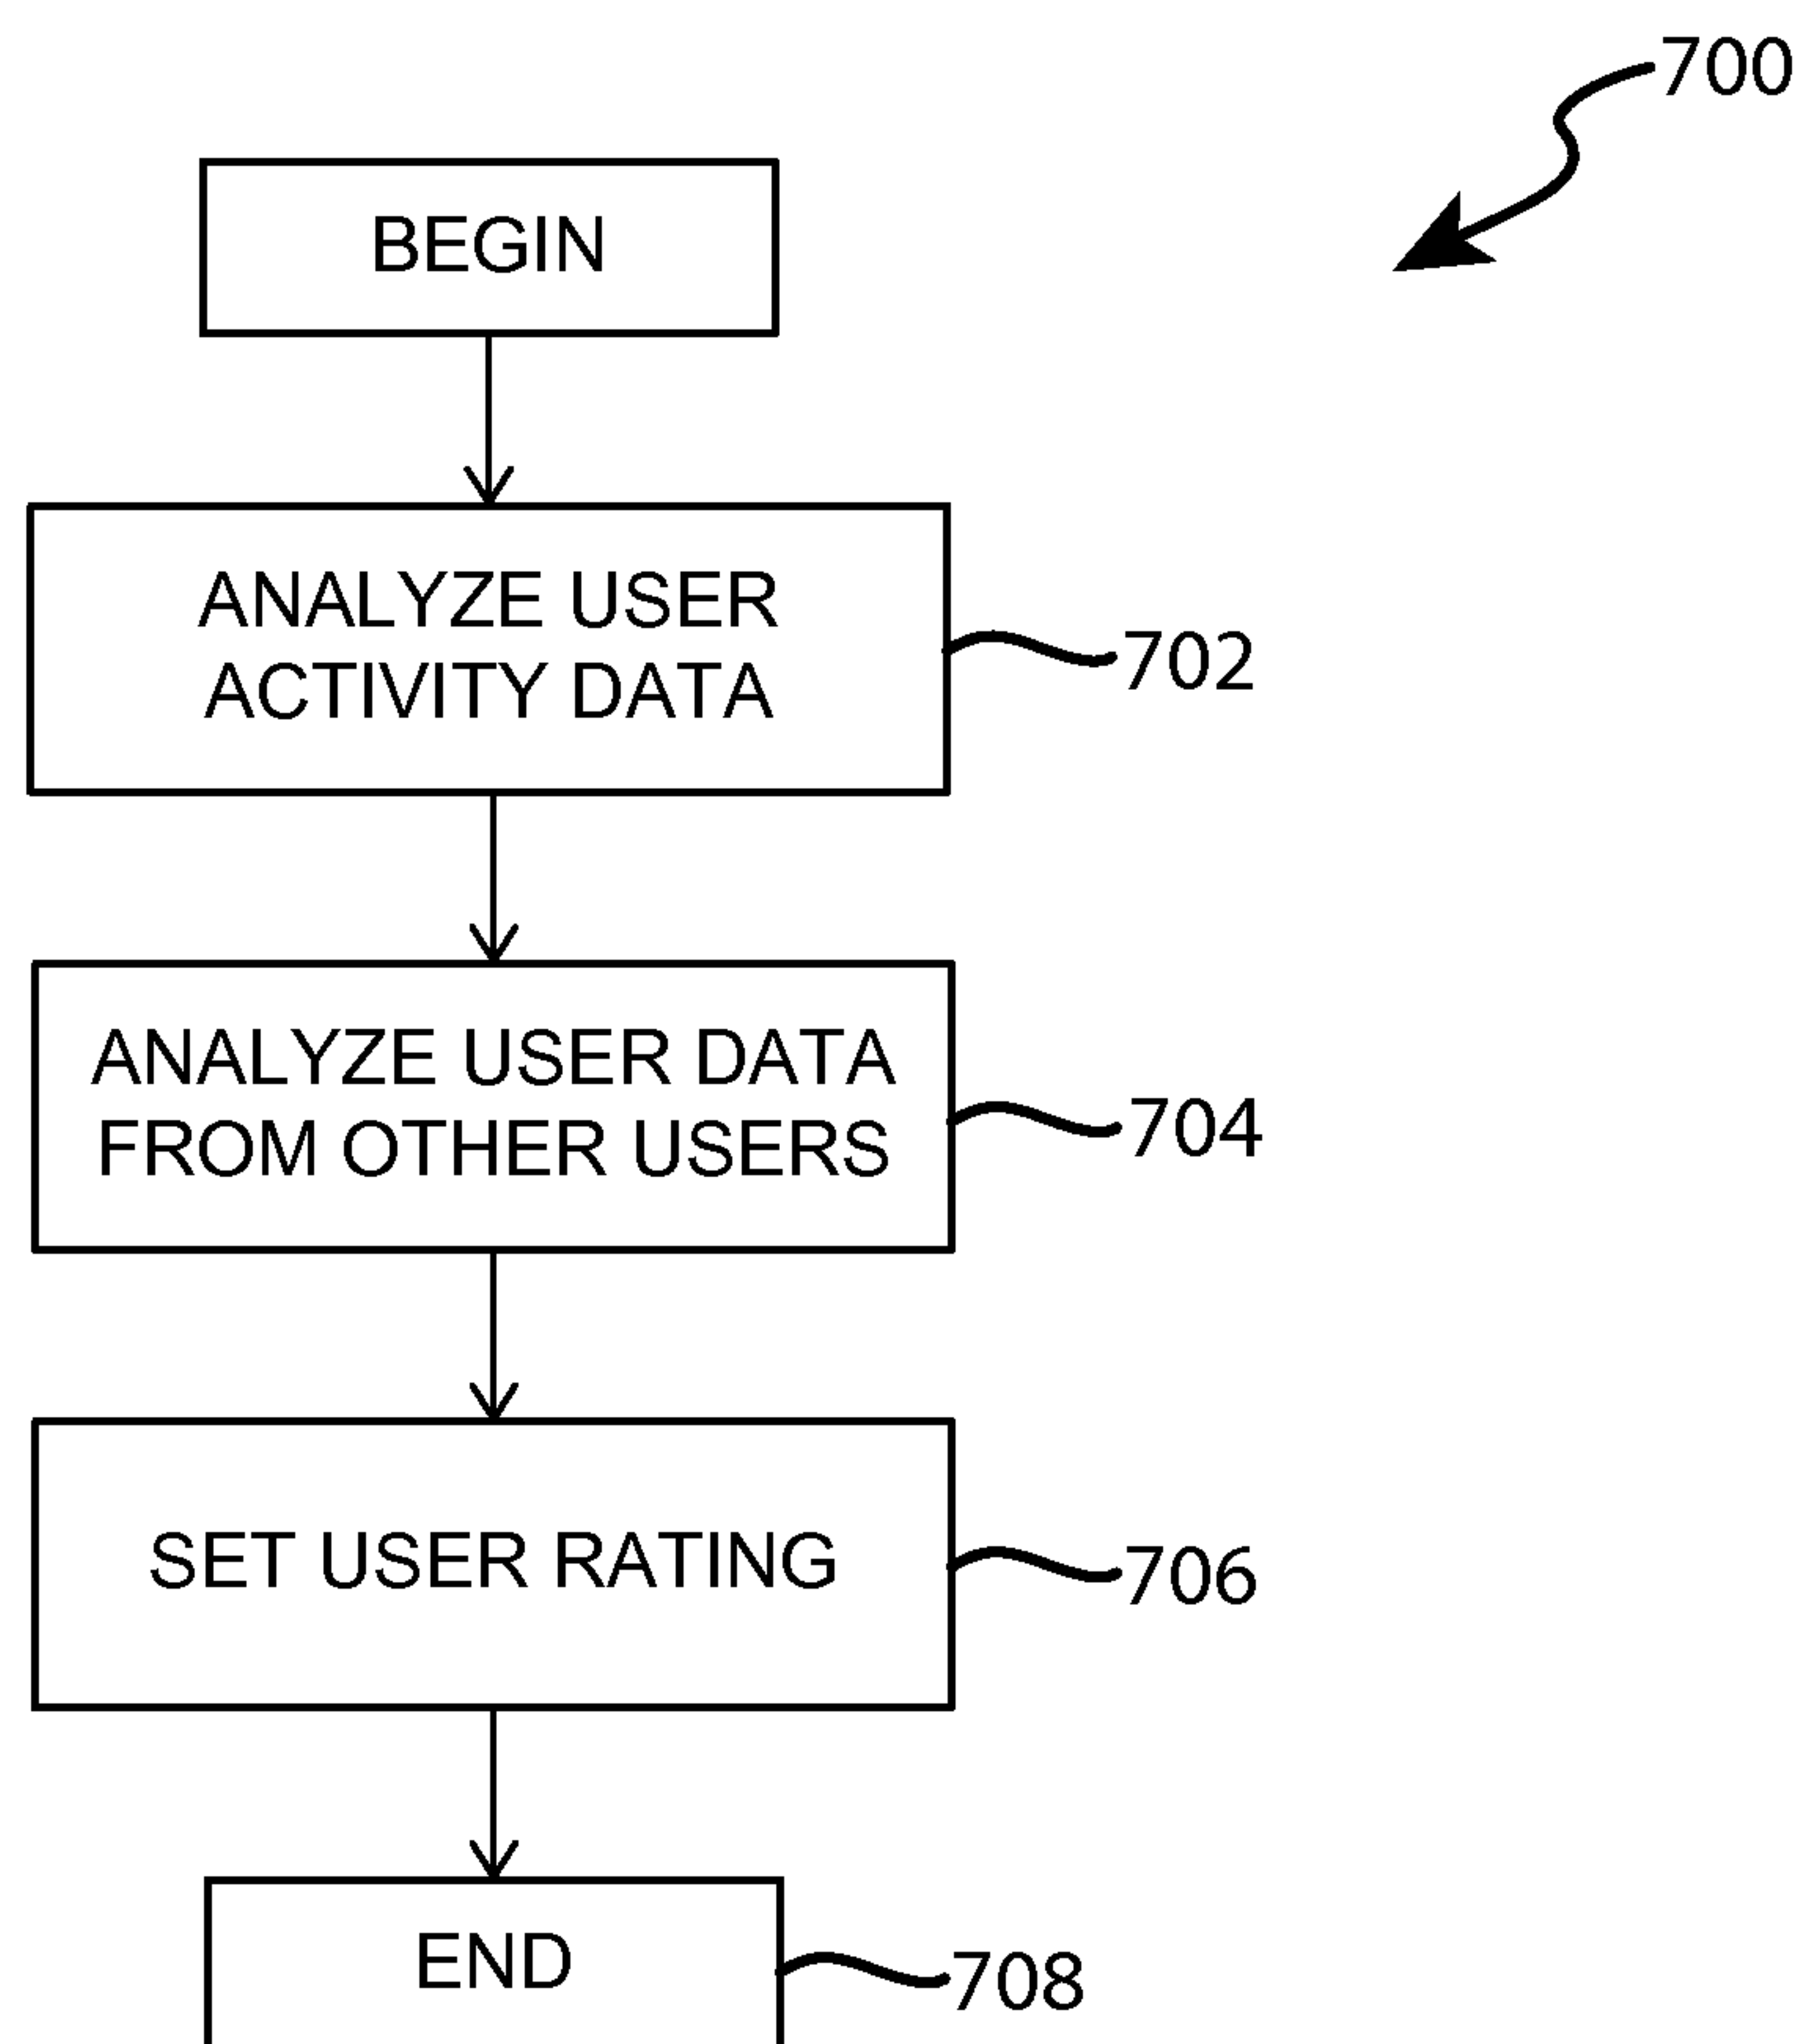 700
BEGIN
ANALYZE USER
ACTIVITY DATA
702
ANALYZE USER DATA
FROM OTHER USERS
704
SET USER RATING
706
END
708